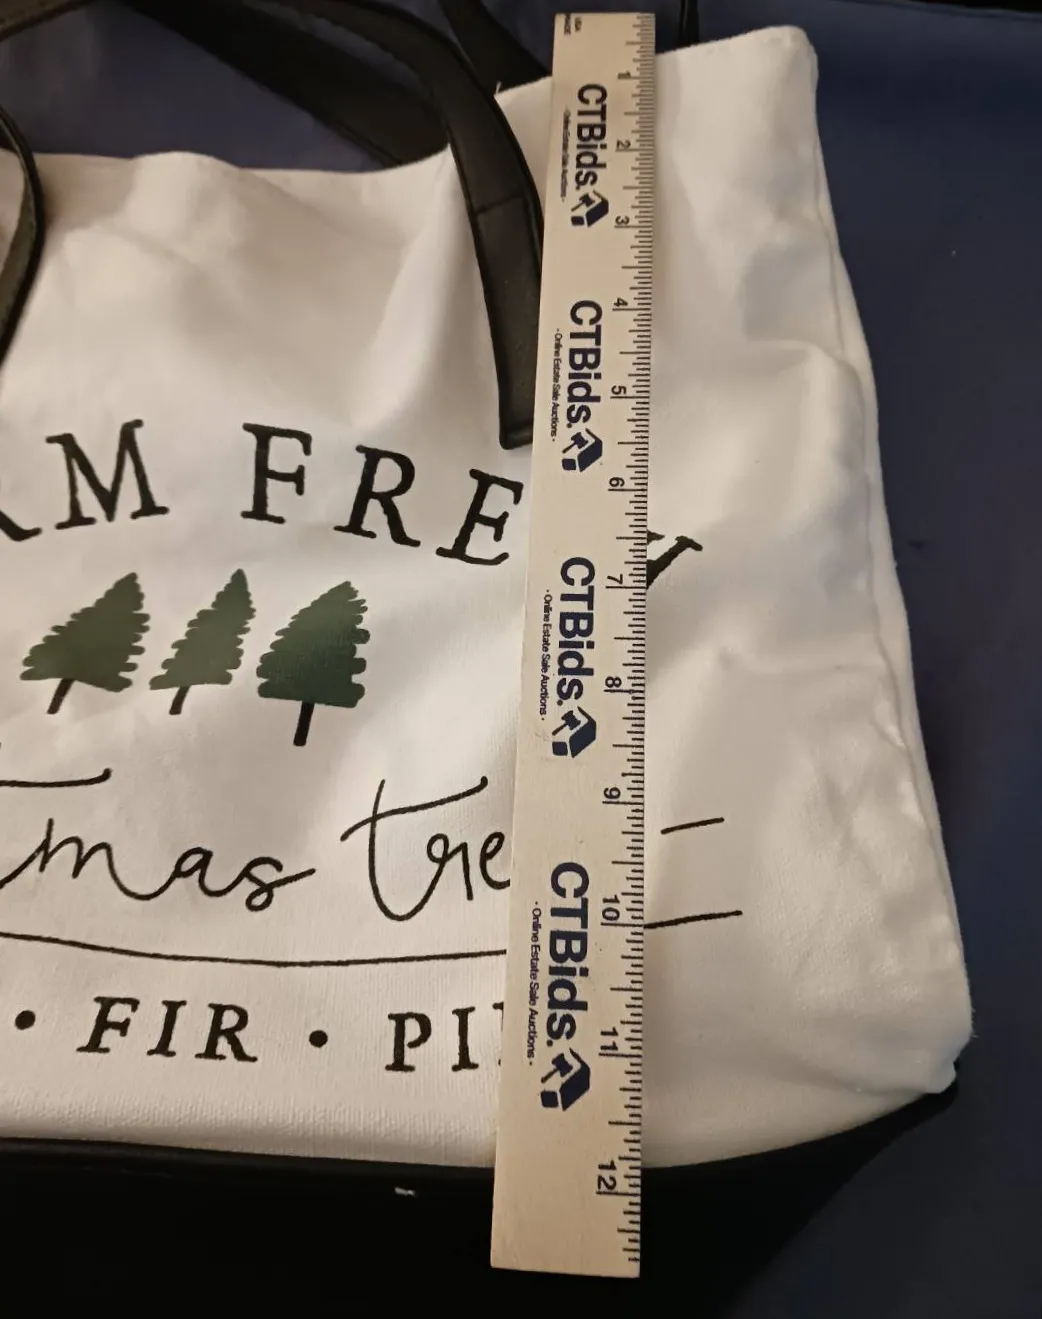 RM FRE
mas tre
• FIR • PI
USA
1
CTBids.
- Online Estate Sale Auctions -
2
3
4
CTBids.
- Online Estate Sale Auctions -
5
6
7
CTBids.
- Online Estate Sale Auctions -
8
9
10
CTBids.
- Online Estate Sale Auctions -
11
12